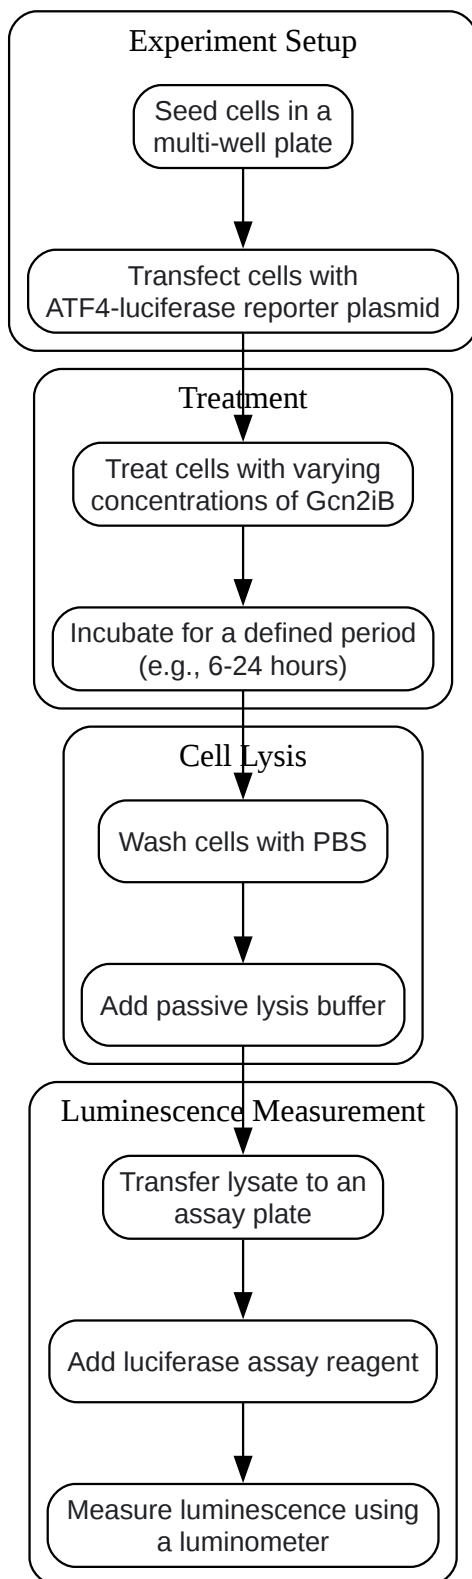 Experiment Setup
Seed cells in a
multi-well plate
Transfect cells with
ATF4-luciferase reporter plasmid
Treatment
Treat cells with varying
concentrations of Gcn2iB
Incubate for a defined period
(e.g., 6-24 hours)
Cell Lysis
Wash cells with PBS
Add passive lysis buffer
Luminescence Measurement
Transfer lysate to an
assay plate
Add luciferase assay reagent
Measure luminescence using
a luminometer